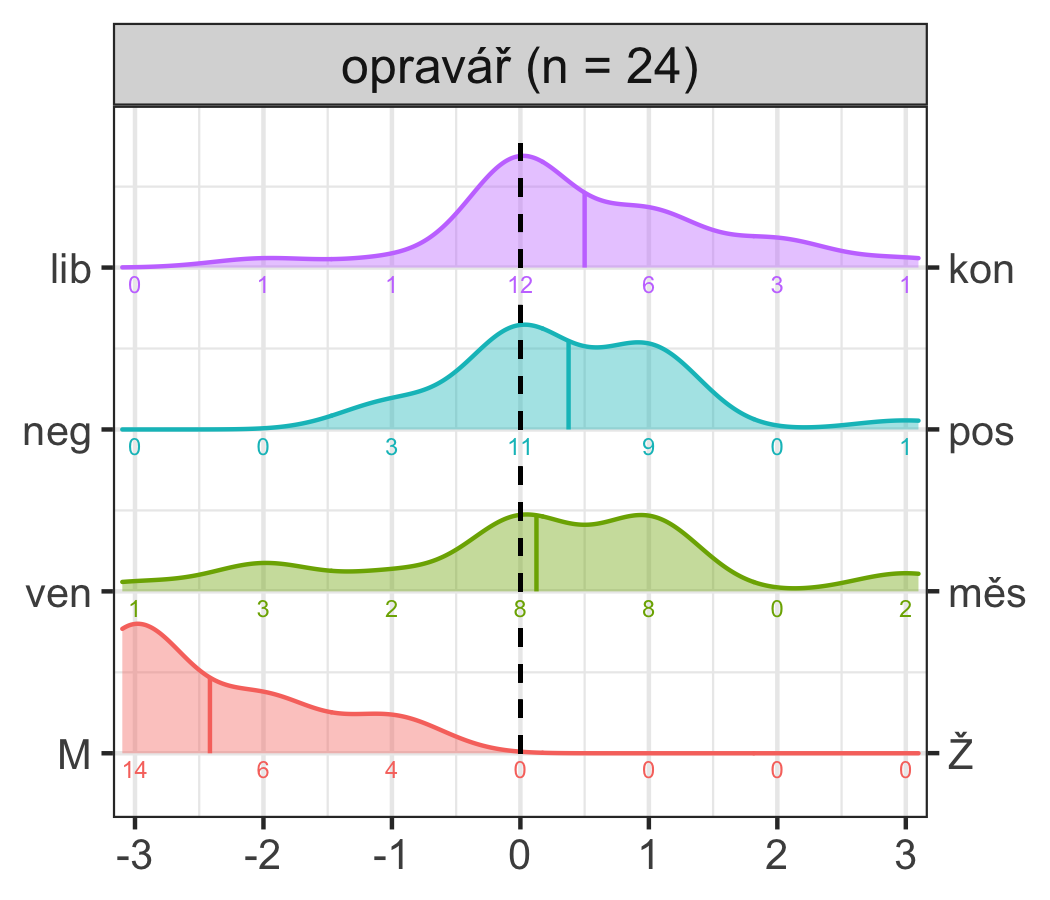 opravář (n = 24)
lib kon
0 1 1 12 6 3 1
neg pos
0 0 3 11 9 0 1
ven měs
1 3 2 8 8 0 2
M Ž
14 6 4 0 0 0 0
-3 -2 -1 0 1 2 3